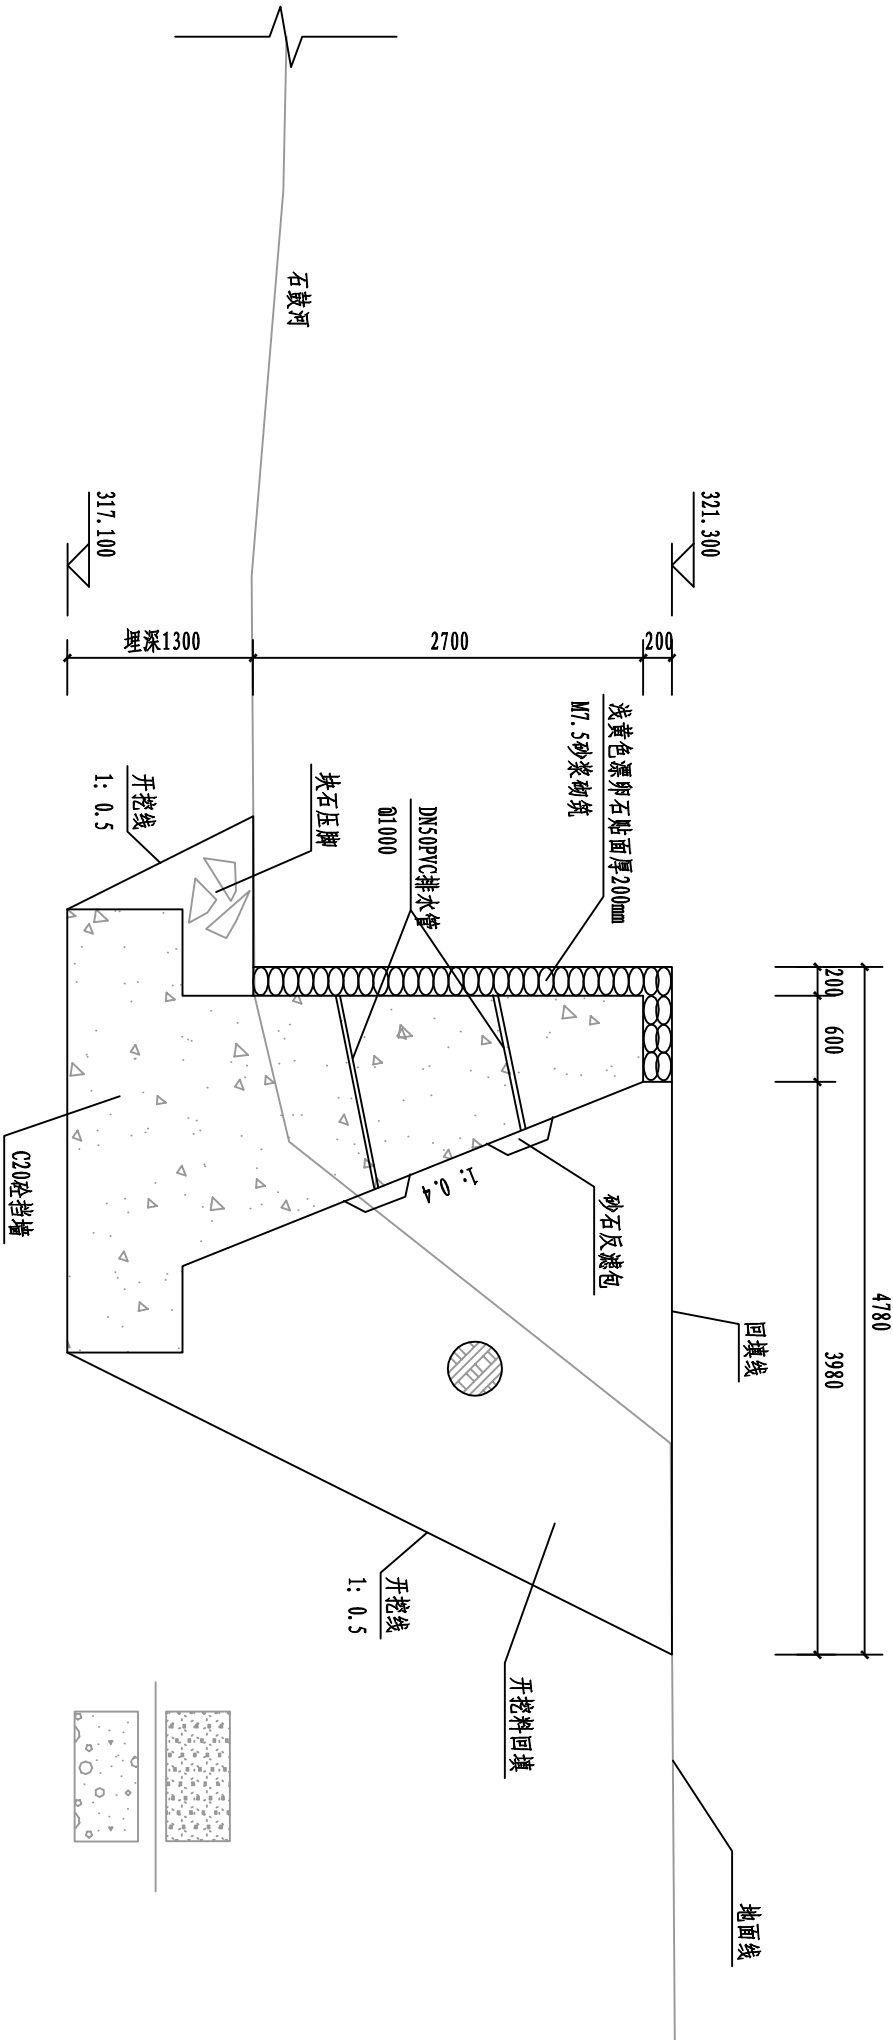 石鼓河
321.300
317.100
200
2700
埋深1300
浅黄色漂卵石贴面厚200mm
M7.5砂浆砌筑
DN50PVC排水管
@1000
块石压脚
开挖线
1: 0.5
200
600
3980
4780
C20砼挡墙
1: 0.4
砂石反滤包
回填线
开挖线
1: 0.5
开挖料回填
地面线